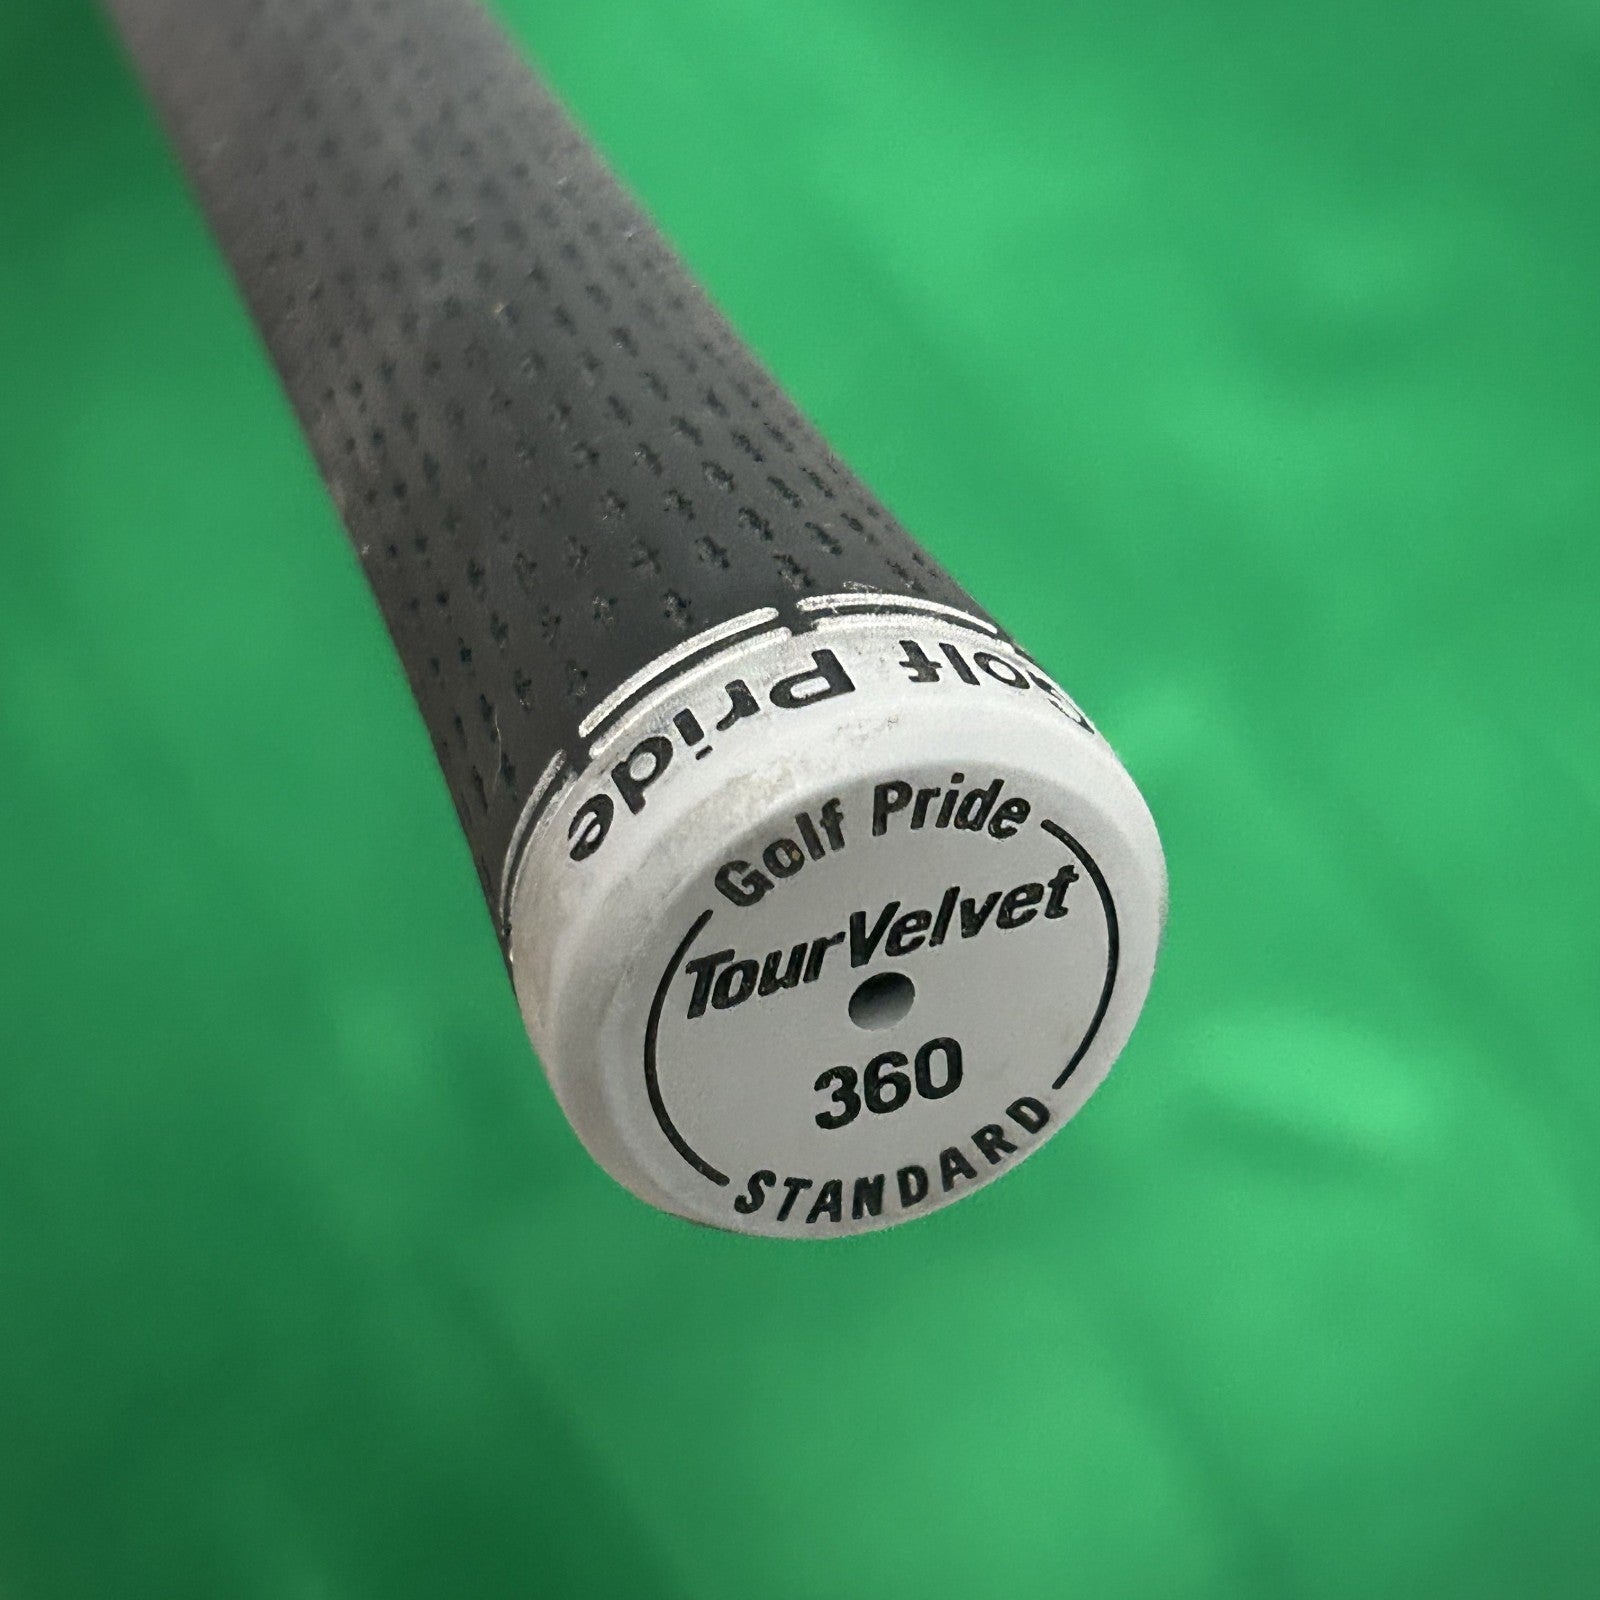 Golf Pride
Golf Pride
TourVelvet
360
STANDARD